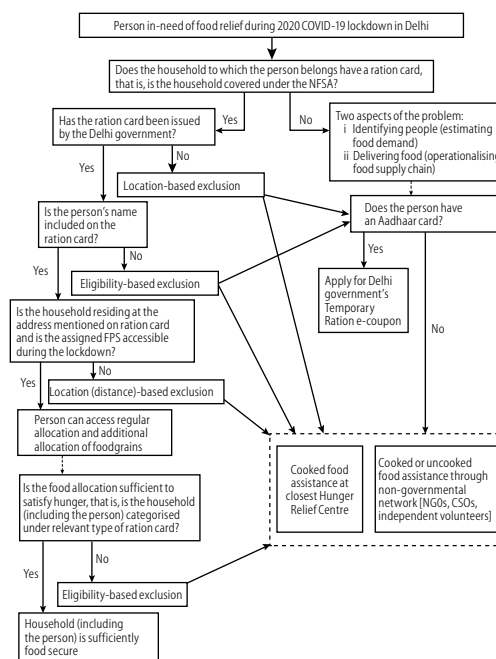 Person in-need of food relief during 2020 COVID-19 lockdown in Delhi
Does the household to which the person belongs have a ration card,
that is, is the household covered under the NFSA?
Yes
No
Has the ration card been issued
by the Delhi government?
Two aspects of the problem:
i Identifying people (estimating
food demand)
ii Delivering food (operationalising
food supply chain)
Yes
No
Location-based exclusion
Is the person's name
included on the
ration card?
Does the person have
an Aadhaar card?
Yes
No
Eligibility-based exclusion
Yes
Apply for Delhi
government's
Temporary
Ration e-coupon
No
Is the household residing at the
address mentioned on ration card
and is the assigned FPS accessible
during the lockdown?
Yes
No
Location (distance)-based exclusion
Person can access regular
allocation and additional
allocation of foodgrains
Cooked food
assistance at
closest Hunger
Relief Centre
Cooked or uncooked
food assistance through
non-governmental
network [NGOs, CSOs,
independent volunteers]
Is the food allocation sufficient to
satisfy hunger, that is, is the household
(including the person) categorised
under relevant type of ration card?
Yes
No
Eligibility-based exclusion
Household (including
the person) is sufficiently
food secure